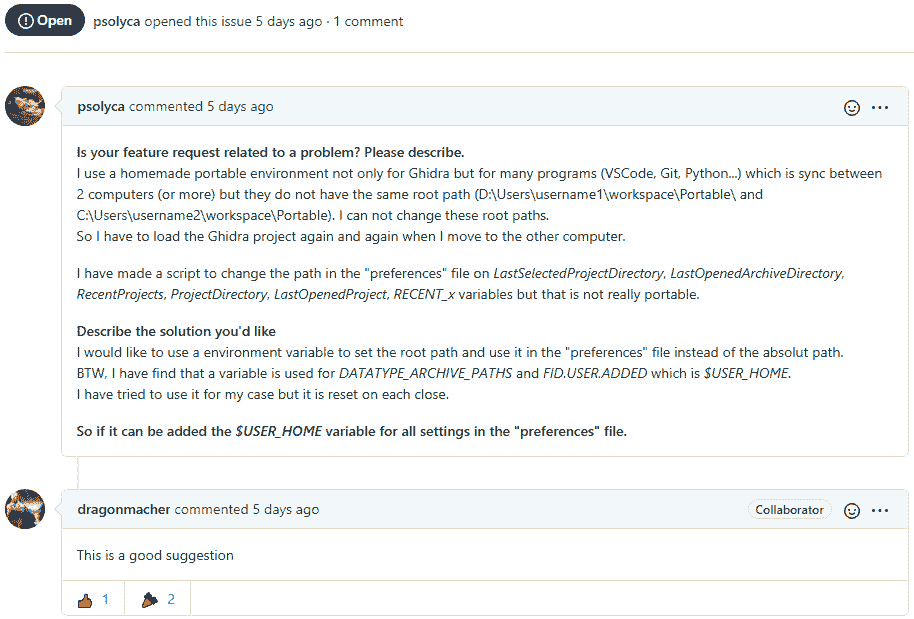 Open psolyca opened this issue 5 days ago · 1 comment
psolyca commented 5 days ago
Is your feature request related to a problem? Please describe.
I use a homemade portable environment not only for Ghidra but for many programs (VSCode, Git, Python...) which is sync between
2 computers (or more) but they do not have the same root path (D:\Users\username1\workspace\Portable\ and
C:\Users\username2\workspace\Portable). I can not change these root paths.
So I have to load the Ghidra project again and again when I move to the other computer.
I have made a script to change the path in the "preferences" file on LastSelectedProjectDirectory, LastOpenedArchiveDirectory,
RecentProjects, ProjectDirectory, LastOpenedProject, RECENT_x variables but that is not really portable.
Describe the solution you'd like
I would like to use a environment variable to set the root path and use it in the "preferences" file instead of the absolut path.
BTW, I have find that a variable is used for DATATYPE_ARCHIVE_PATHS and FID.USER.ADDED which is $USER_HOME.
I have tried to use it for my case but it is reset on each close.
So if it can be added the $USER_HOME variable for all settings in the "preferences" file.
dragonmacher commented 5 days ago Collaborator
This is a good suggestion
1 2